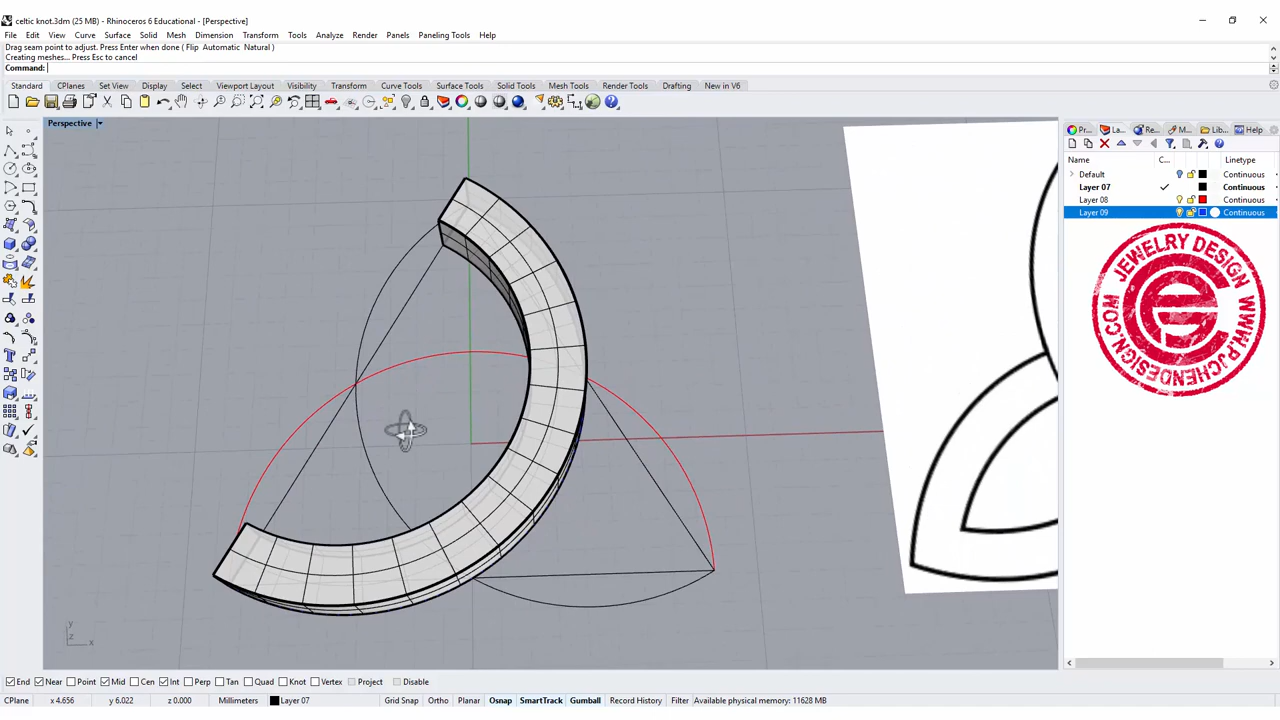 celtic knot.3dm (25 MB) - Rhinoceros 6 Educational - [Perspective]
File Edit View Curve Surface Solid Mesh Dimension Transform Tools Analyze Render Panels Paneling Tools Help
Drag seam point to adjust. Press Enter when done ( Flip Automatic Natural )
Creating meshes... Press Esc to cancel
Command:
Standard CPlanes Set View Display Viewport Layout Visibility Transform Curve Tools Surface Tools Solid Tools Mesh Tools Render Tools Drafting New in V6
Perspective
Pr... La... Re... M... Lib... Help
Name C... Linetype
Default Continuous
Layer 07 Continuous
Layer 08 Continuous
Layer 09 Continuous
JEWELRY DESIGN
WWW.PJCHENDESIGN.COM
y
z x
End Near Point Mid Cen Int Perp Tan Quad Knot Vertex Project Disable
CPlane x 4.656 y 6.022 z 0.000 Millimeters Layer 07 Grid Snap Ortho Planar Osnap SmartTrack Gumball Record History Filter Available physical memory: 11628 MB